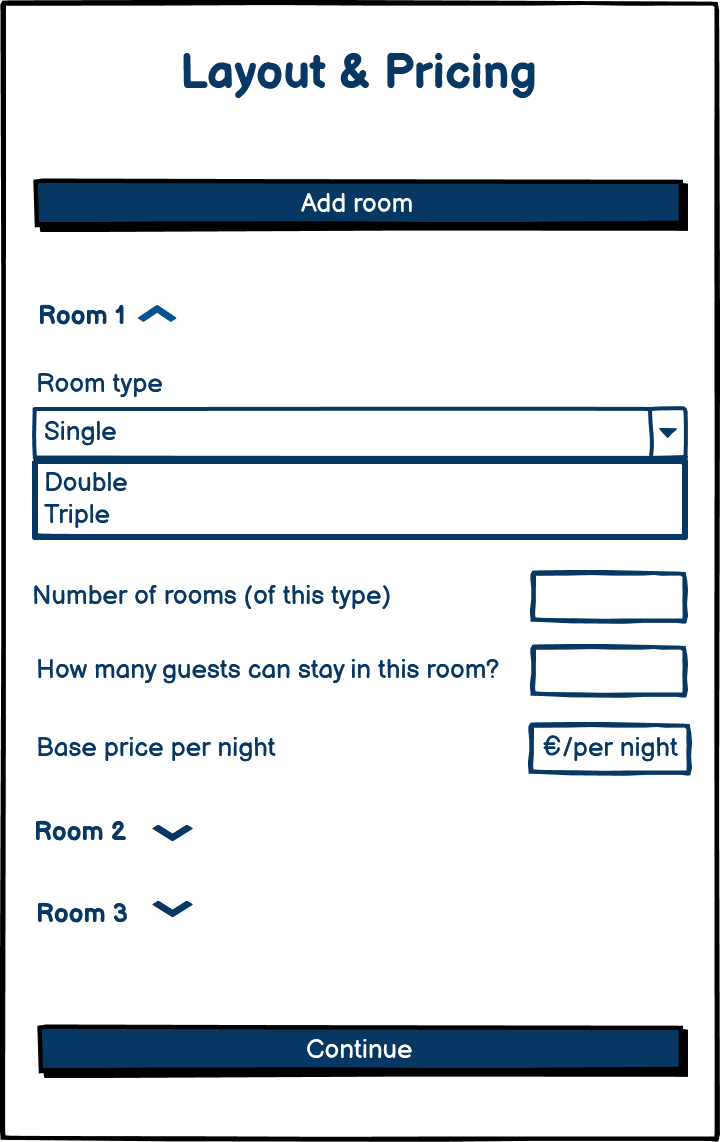 Layout & Pricing
Add room
Room 1
Room type
Single
Double
Triple
Number of rooms (of this type)
How many guests can stay in this room?
Base price per night
€/per night
Room 2
Room 3
Continue